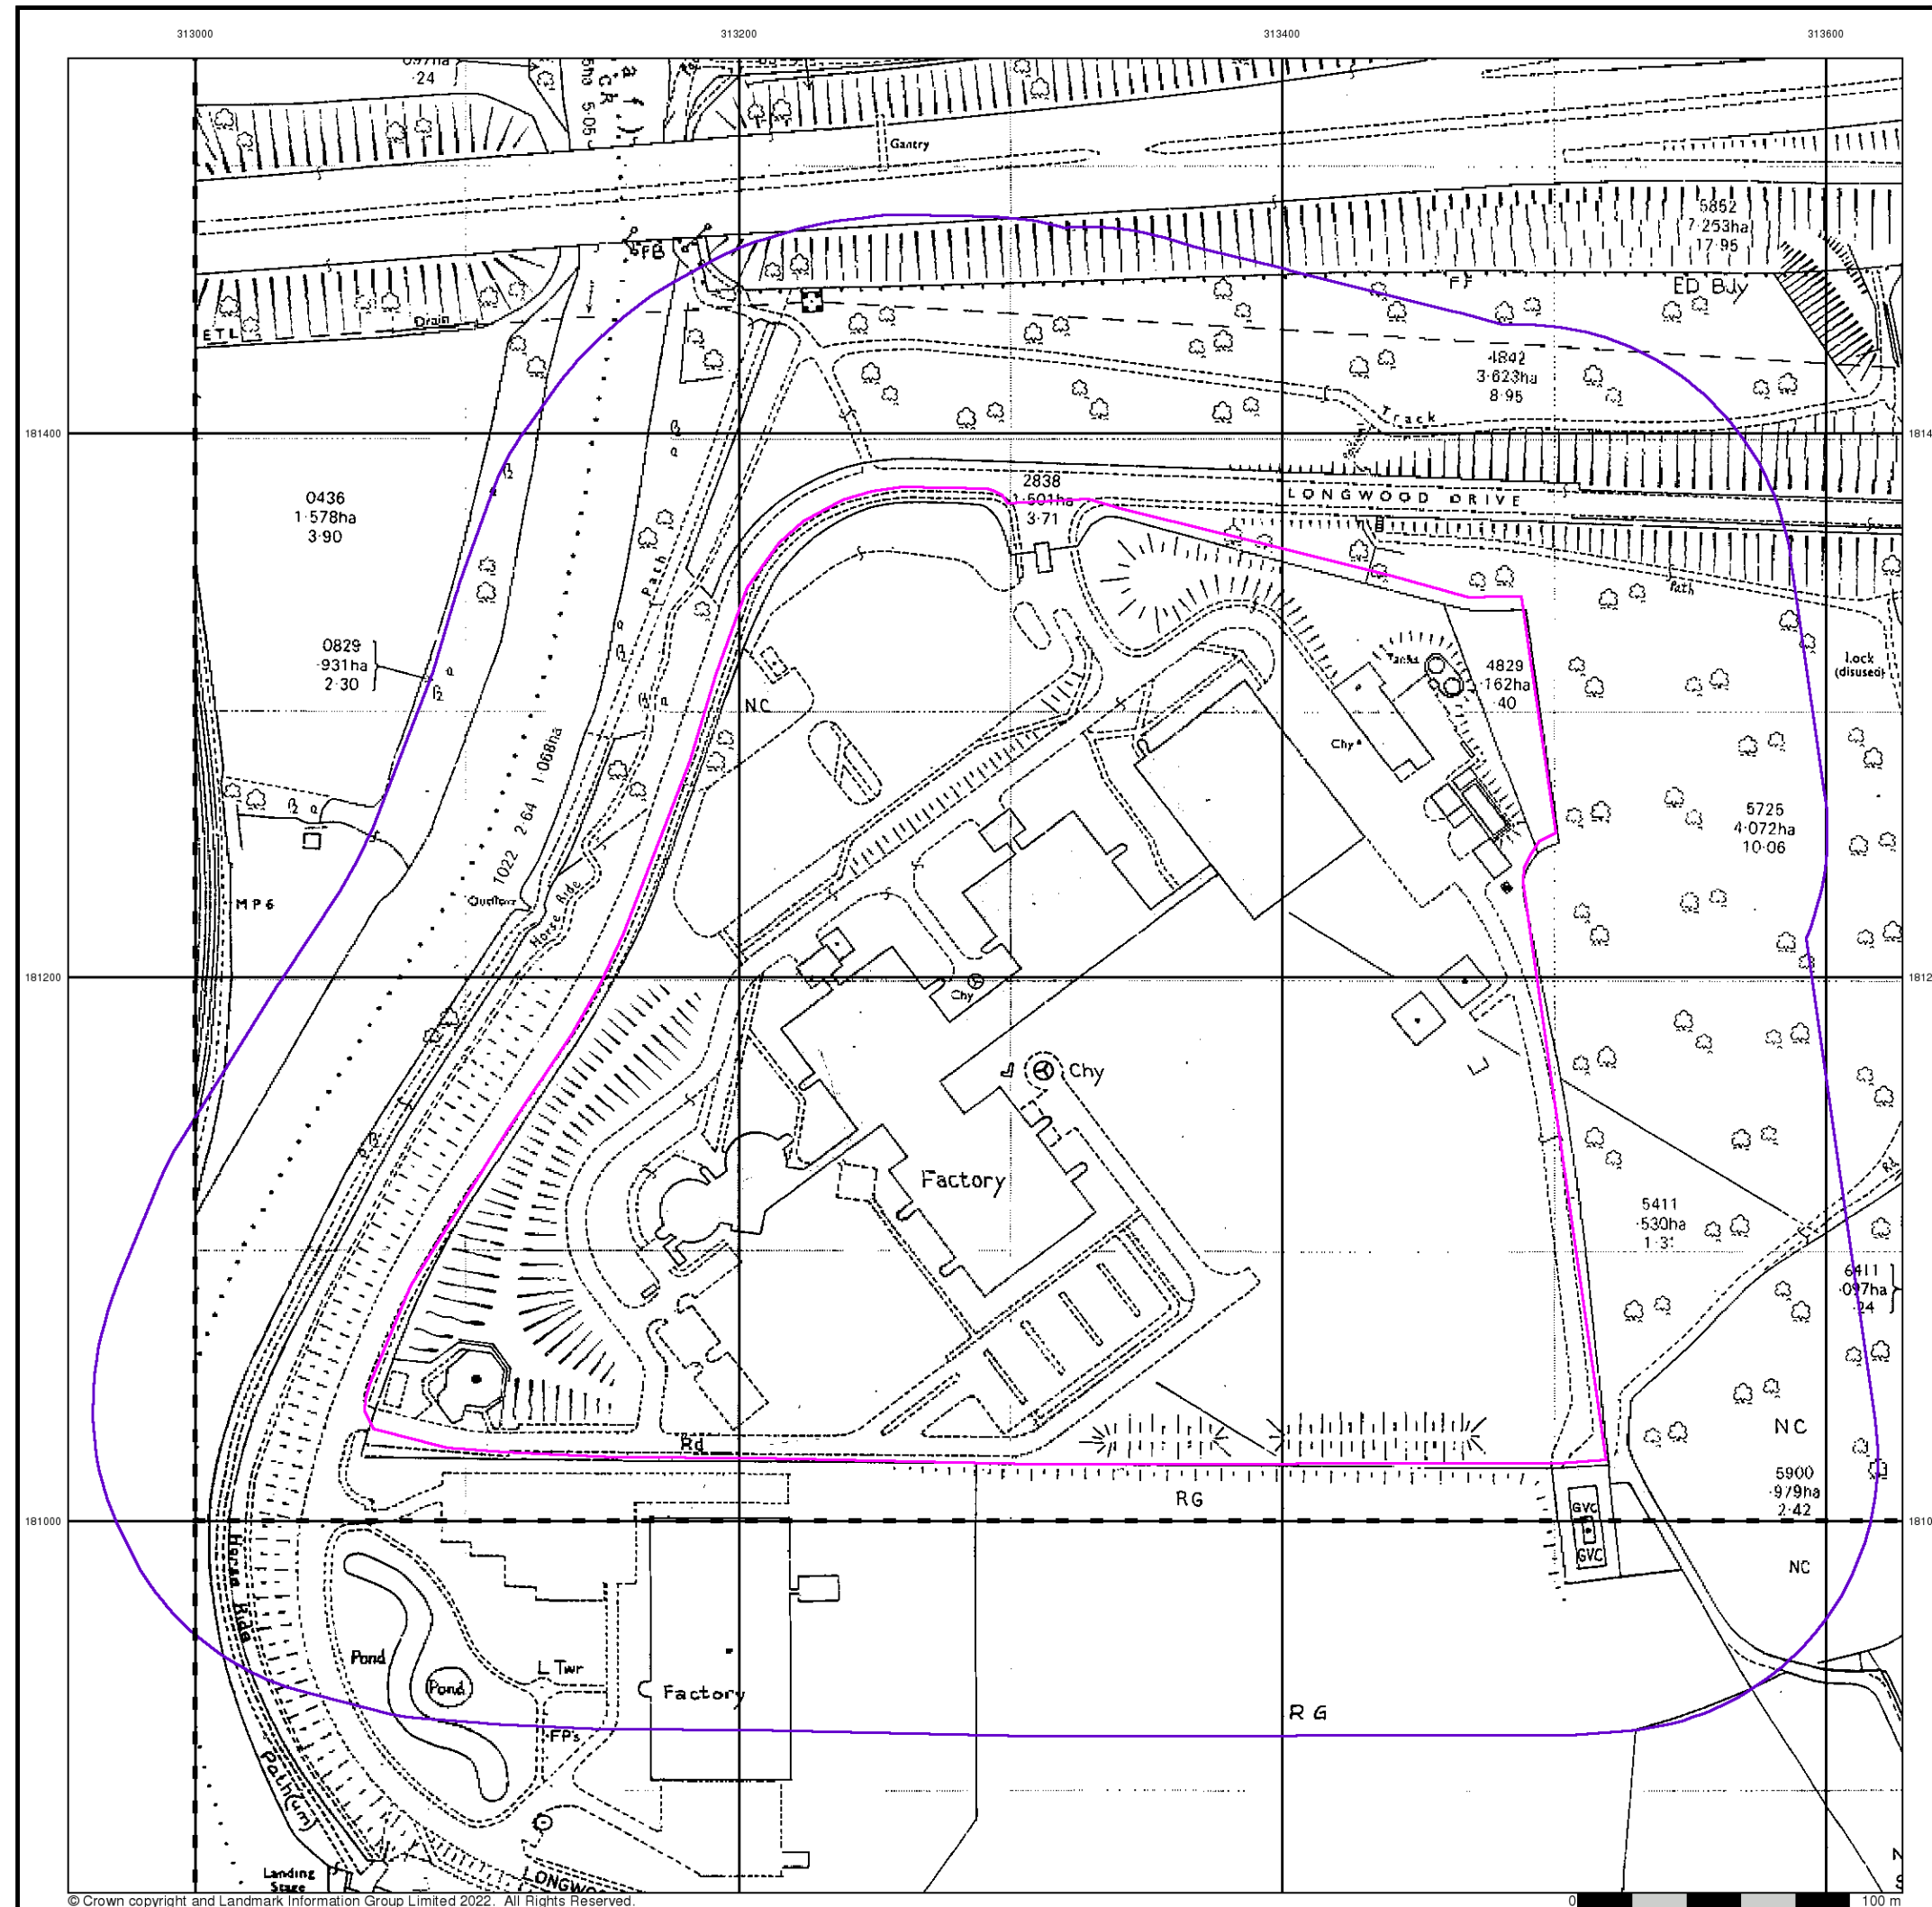 313000
313200
313400
313600
·24
5·05
Gantry
5852
7·253ha
17·95
FB
FF
ED Bdy
Drain
ETL
4842
3·623ha
8·95
Track
181400
0436
1·578ha
3·90
2838
1·501ha
3·71
LONGWOOD DRIVE
Path
Path
0829
·931ha
2·30
Lock
(disused)
Tanks
4829
·162ha
·40
NC
Chy
1022 2·64 1·068ha
5725
4·072ha
10·06
MP6
Horse Ride
181200
Chy
Chy
Factory
5411
·530ha
1·31
6411
·097ha
·24
Rd
NC
RG
5900
·979ha
2·42
181000
GVC
GVC
NC
Horse Ride
Pond
Pond
L Twr
Factory
FPs
RG
Path (um)
Landing
Stage
© Crown copyright and Landmark Information Group Limited 2022. All Rights Reserved.
0
100 m